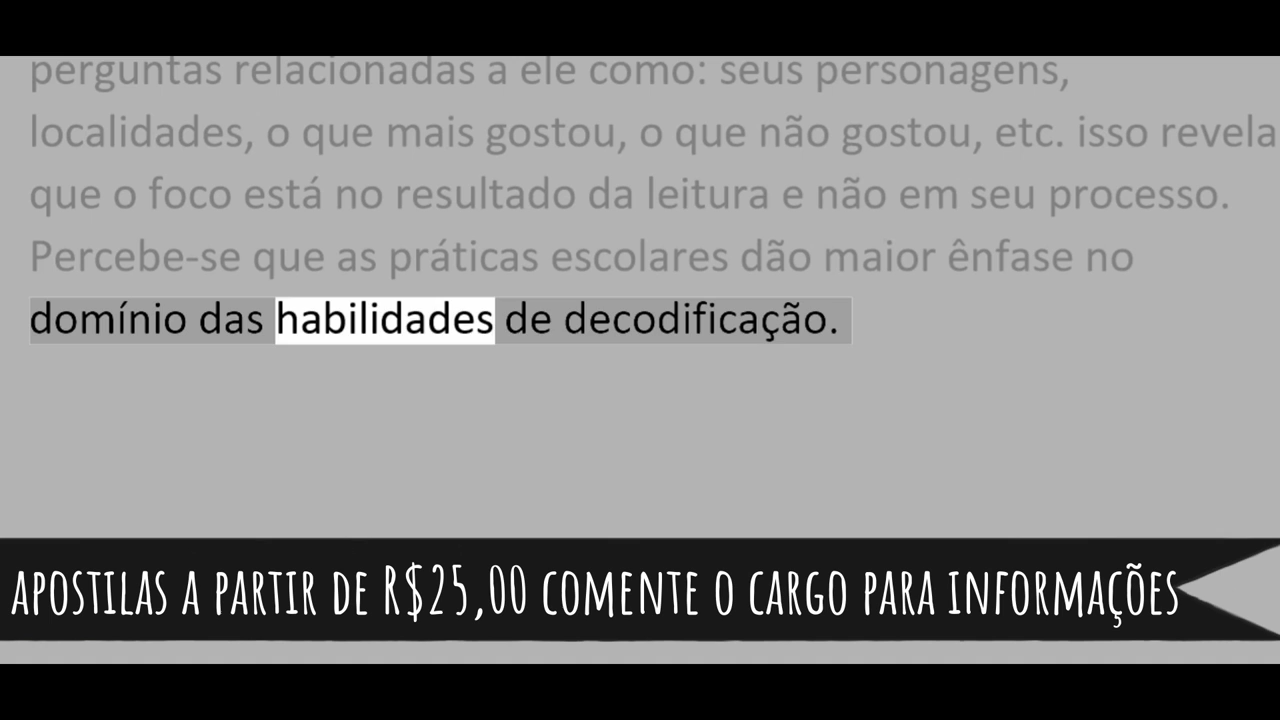 perguntas relacionadas a ele como: seus personagens,
localidades, o que mais gostou, o que não gostou, etc. isso revela
que o foco está no resultado da leitura e não em seu processo.
Percebe-se que as práticas escolares dão maior ênfase no
domínio das habilidades de decodificação.
APOSTILAS A PARTIR DE R$25,00 COMENTE O CARGO PARA INFORMAÇÕES